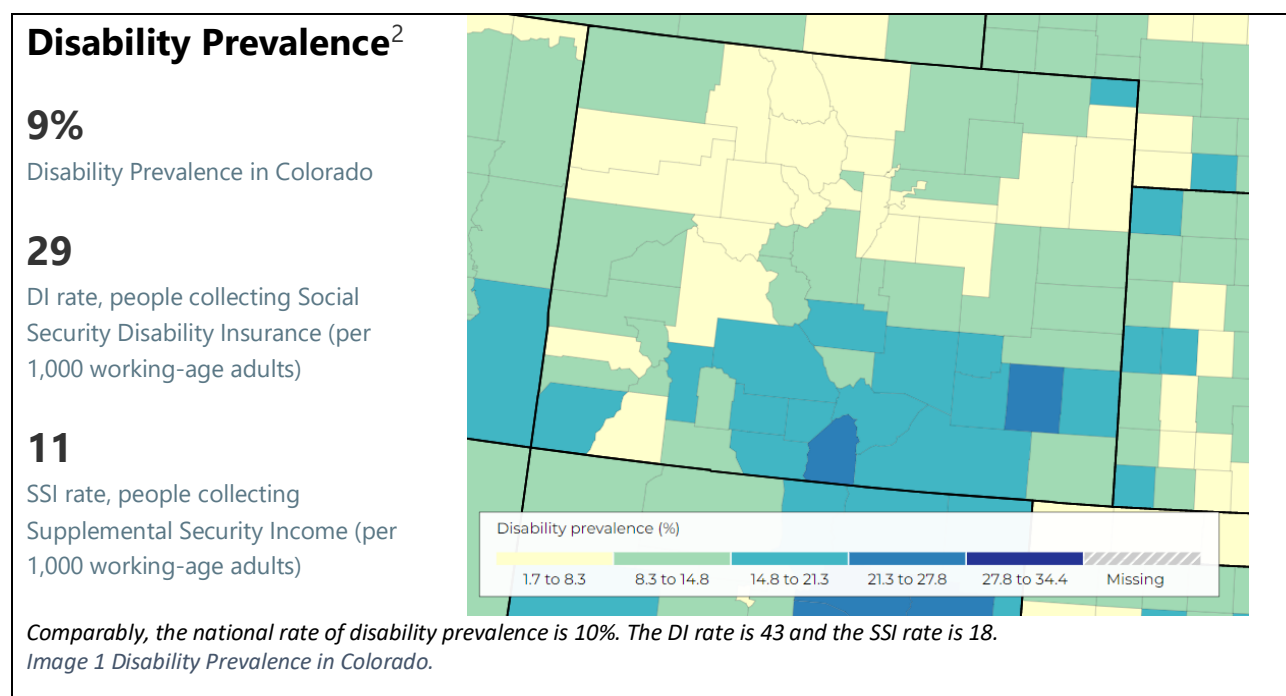 Disability Prevalence2
9%
Disability Prevalence in Colorado
29
DI rate, people collecting Social
Security Disability Insurance (per
1,000 working-age adults)
11
SSI rate, people collecting
Supplemental Security Income (per
1,000 working-age adults)
Disability prevalence (%)
1.7 to 8.3 8.3 to 14.8 14.8 to 21.3 21.3 to 27.8 27.8 to 34.4 Missing
Comparably, the national rate of disability prevalence is 10%. The DI rate is 43 and the SSI rate is 18.
Image 1 Disability Prevalence in Colorado.